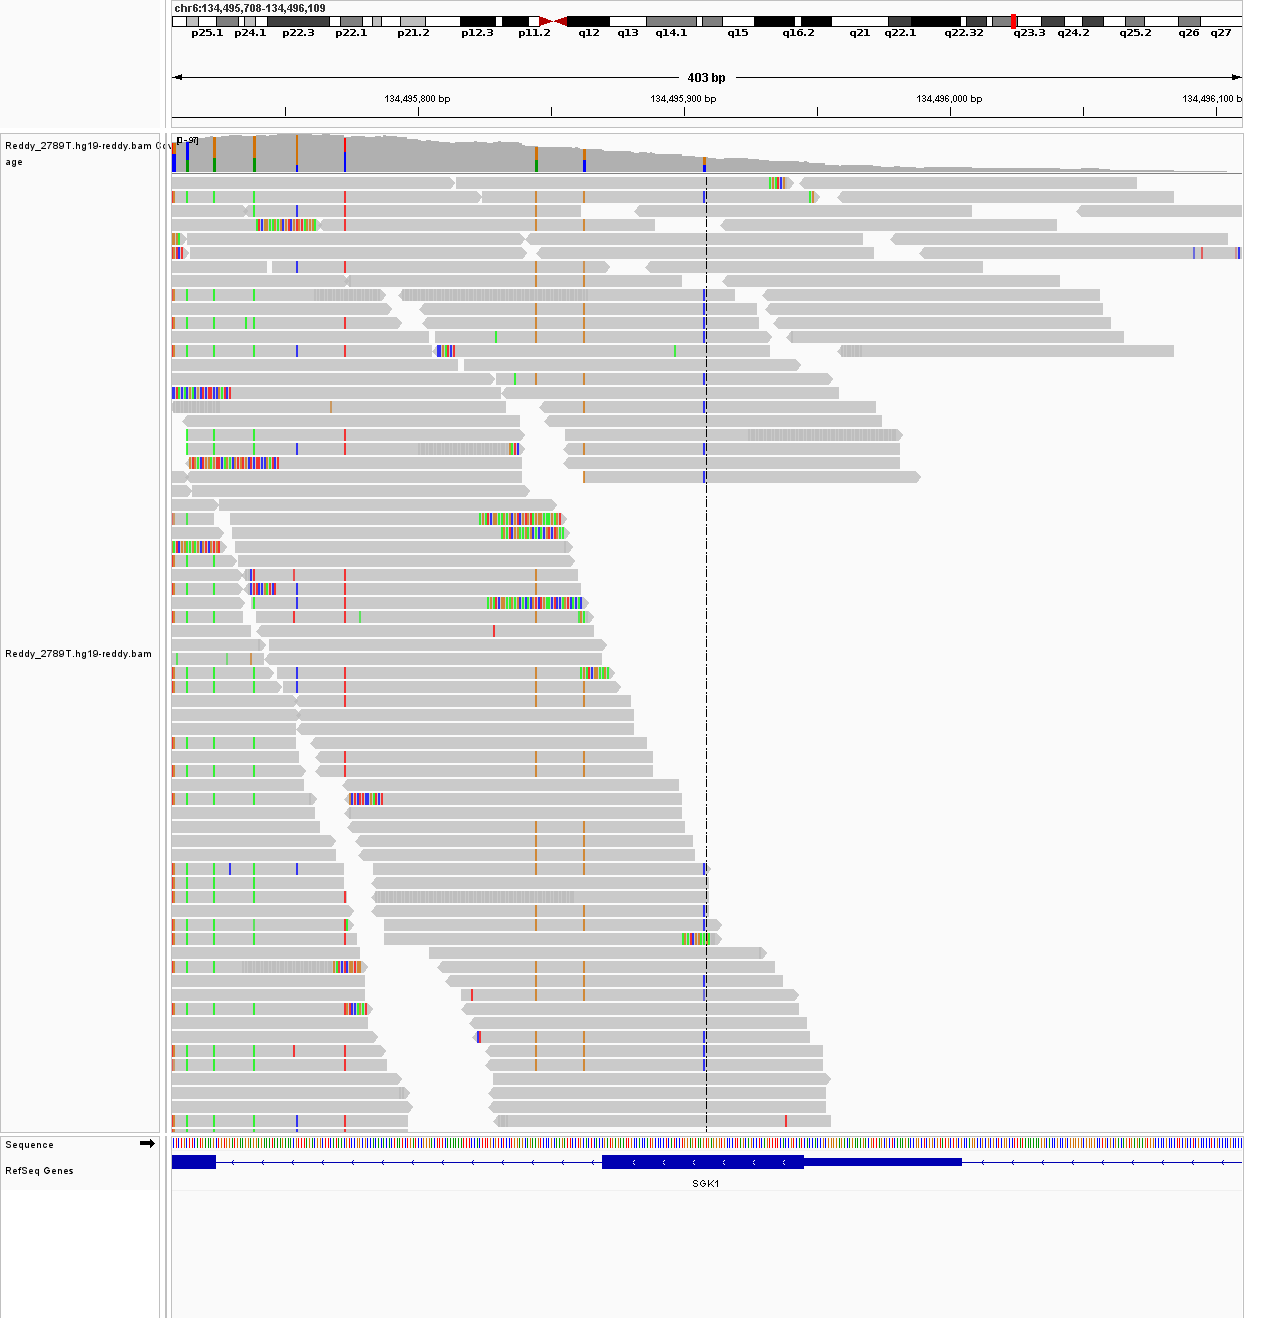 chr6:134,495,708-134,496,109
p25.1 p24.1 p22.3 p22.1 p21.2 p12.3 p11.2 q12 q13 q14.1 q15 q16.2 q21 q22.1 q22.32 q23.3 q24.2 q25.2 q26 q27
403 bp
134,495,800 bp 134,495,900 bp 134,496,000 bp 134,496,100 b
Reddy_2789T.hg19-reddy.bam Cov
age
[0 - 97]
Reddy_2789T.hg19-reddy.bam
Sequence
RefSeq Genes
SGK1